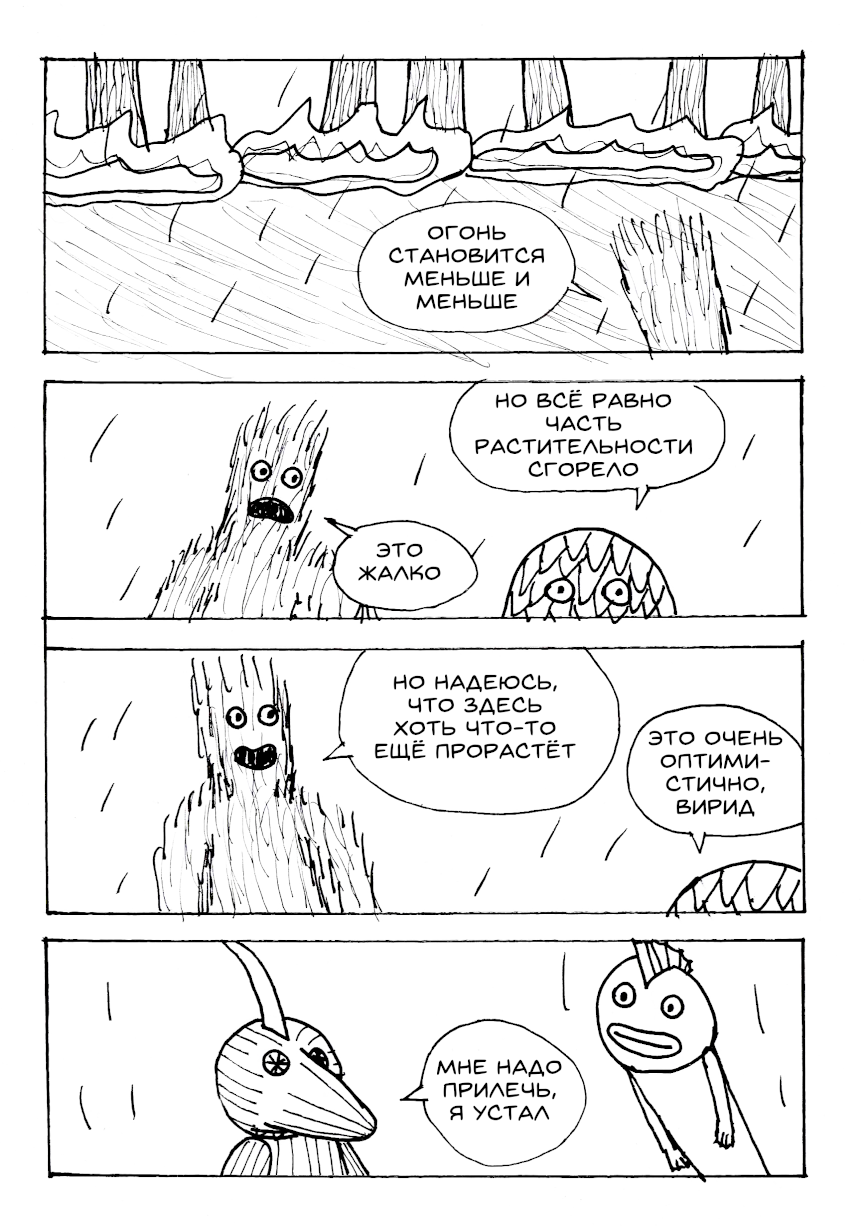 ОГОНЬ
СТАНОВИТСЯ
МЕНЬШЕ И
МЕНЬШЕ
НО ВСЁ РАВНО
ЧАСТЬ
РАСТИТЕЛЬНОСТИ
СГОРЕЛО
ЭТО
ЖАЛКО
НО НАДЕЮСЬ,
ЧТО ЗДЕСЬ
ХОТЬ ЧТО-ТО
ЕЩЁ ПРОРАСТЁТ
ЭТО ОЧЕНЬ
ОПТИМИ-
СТИЧНО,
ВИРИД
МНЕ НАДО
ПРИЛЕЧЬ,
Я УСТАЛ